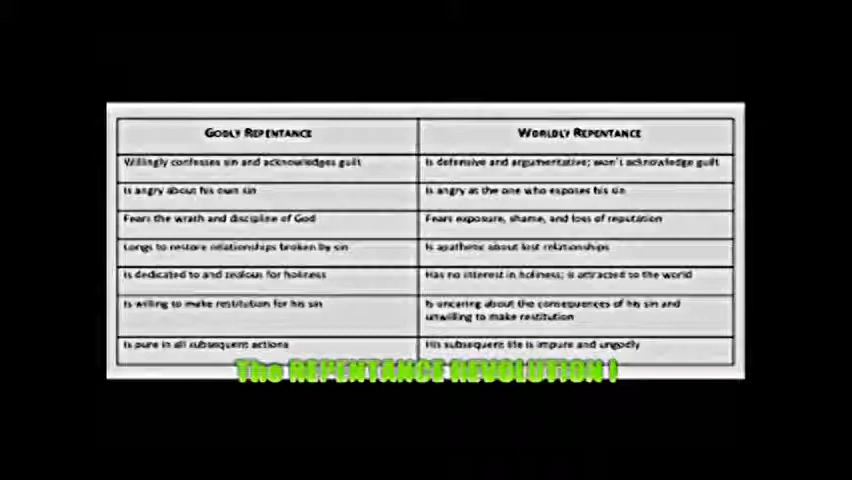 GODLY REPENTANCE
WORLDLY REPENTANCE
Willingly confesses sin and acknowledges guilt
Is defensive and argumentative; won't acknowledge guilt
Is angry about his own sin
Is angry at the one who exposes his sin
Fears the wrath and discipline of God
Fears exposure, shame, and loss of reputation
Longs to restore relationships broken by sin
Is apathetic about lost relationships
Is dedicated to and zealous for holiness
Has no interest in holiness; is attracted to the world
Is willing to make restitution for his sin
Is uncaring about the consequences of his sin and
unwilling to make restitution
Is pure in all subsequent actions
His subsequent life is impure and ungodly
The REPENTANCE REVOLUTION !